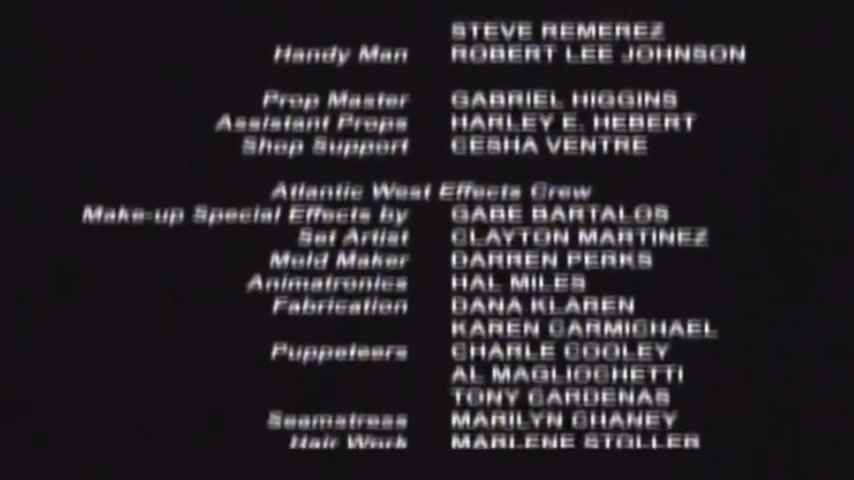 STEVE REMEREZ
Handy Man ROBERT LEE JOHNSON
Prop Master GABRIEL HIGGINS
Assistant Props HARLEY E. HEBERT
Shop Support GESHA VENTRE
Atlantic West Effects Crew
Make-up Special Effects by GABE BARTALOS
Set Artist CLAYTON MARTINEZ
Mold Maker DARREN PERKS
Animatronics HAL MILES
Fabrication DANA KLAREN
KAREN CARMICHAEL
Puppeteers CHARLE COOLEY
AL MAGLIOCHETTI
TONY CARDENAS
Seamstress MARILYN CHANEY
Hair Work MARLENE STOLLER